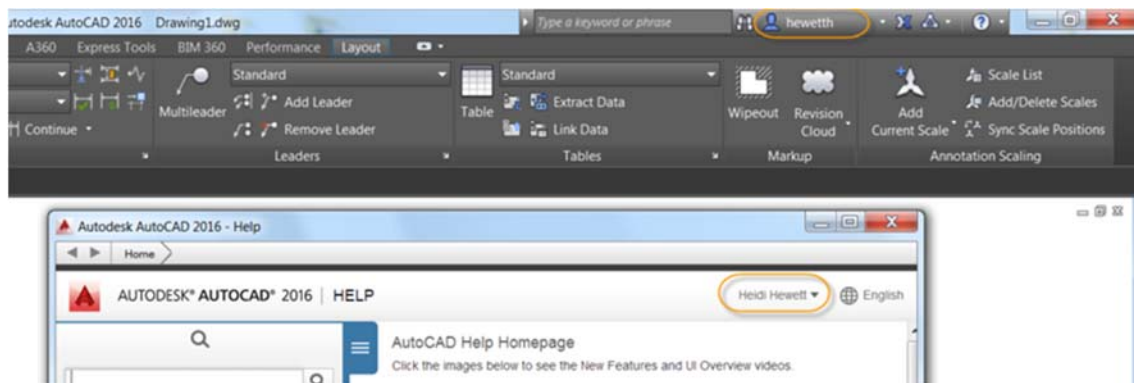 utodesk AutoCAD 2016 Drawing1.dwg Type a keyword or phrase hewetth
A360 Express Tools BIM 360 Performance Layout
Standard Standard Scale List
Multileader Add Leader Table Extract Data Wipeout Revision Cloud Add Current Scale Add/Delete Scales
Continue Remove Leader Link Data Sync Scale Positions
Leaders Tables Markup Annotation Scaling
Autodesk AutoCAD 2016 - Help
Home
AUTODESK® AUTOCAD® 2016 | HELP Heidi Hewett English
AutoCAD Help Homepage
Click the images below to see the New Features and UI Overview videos.